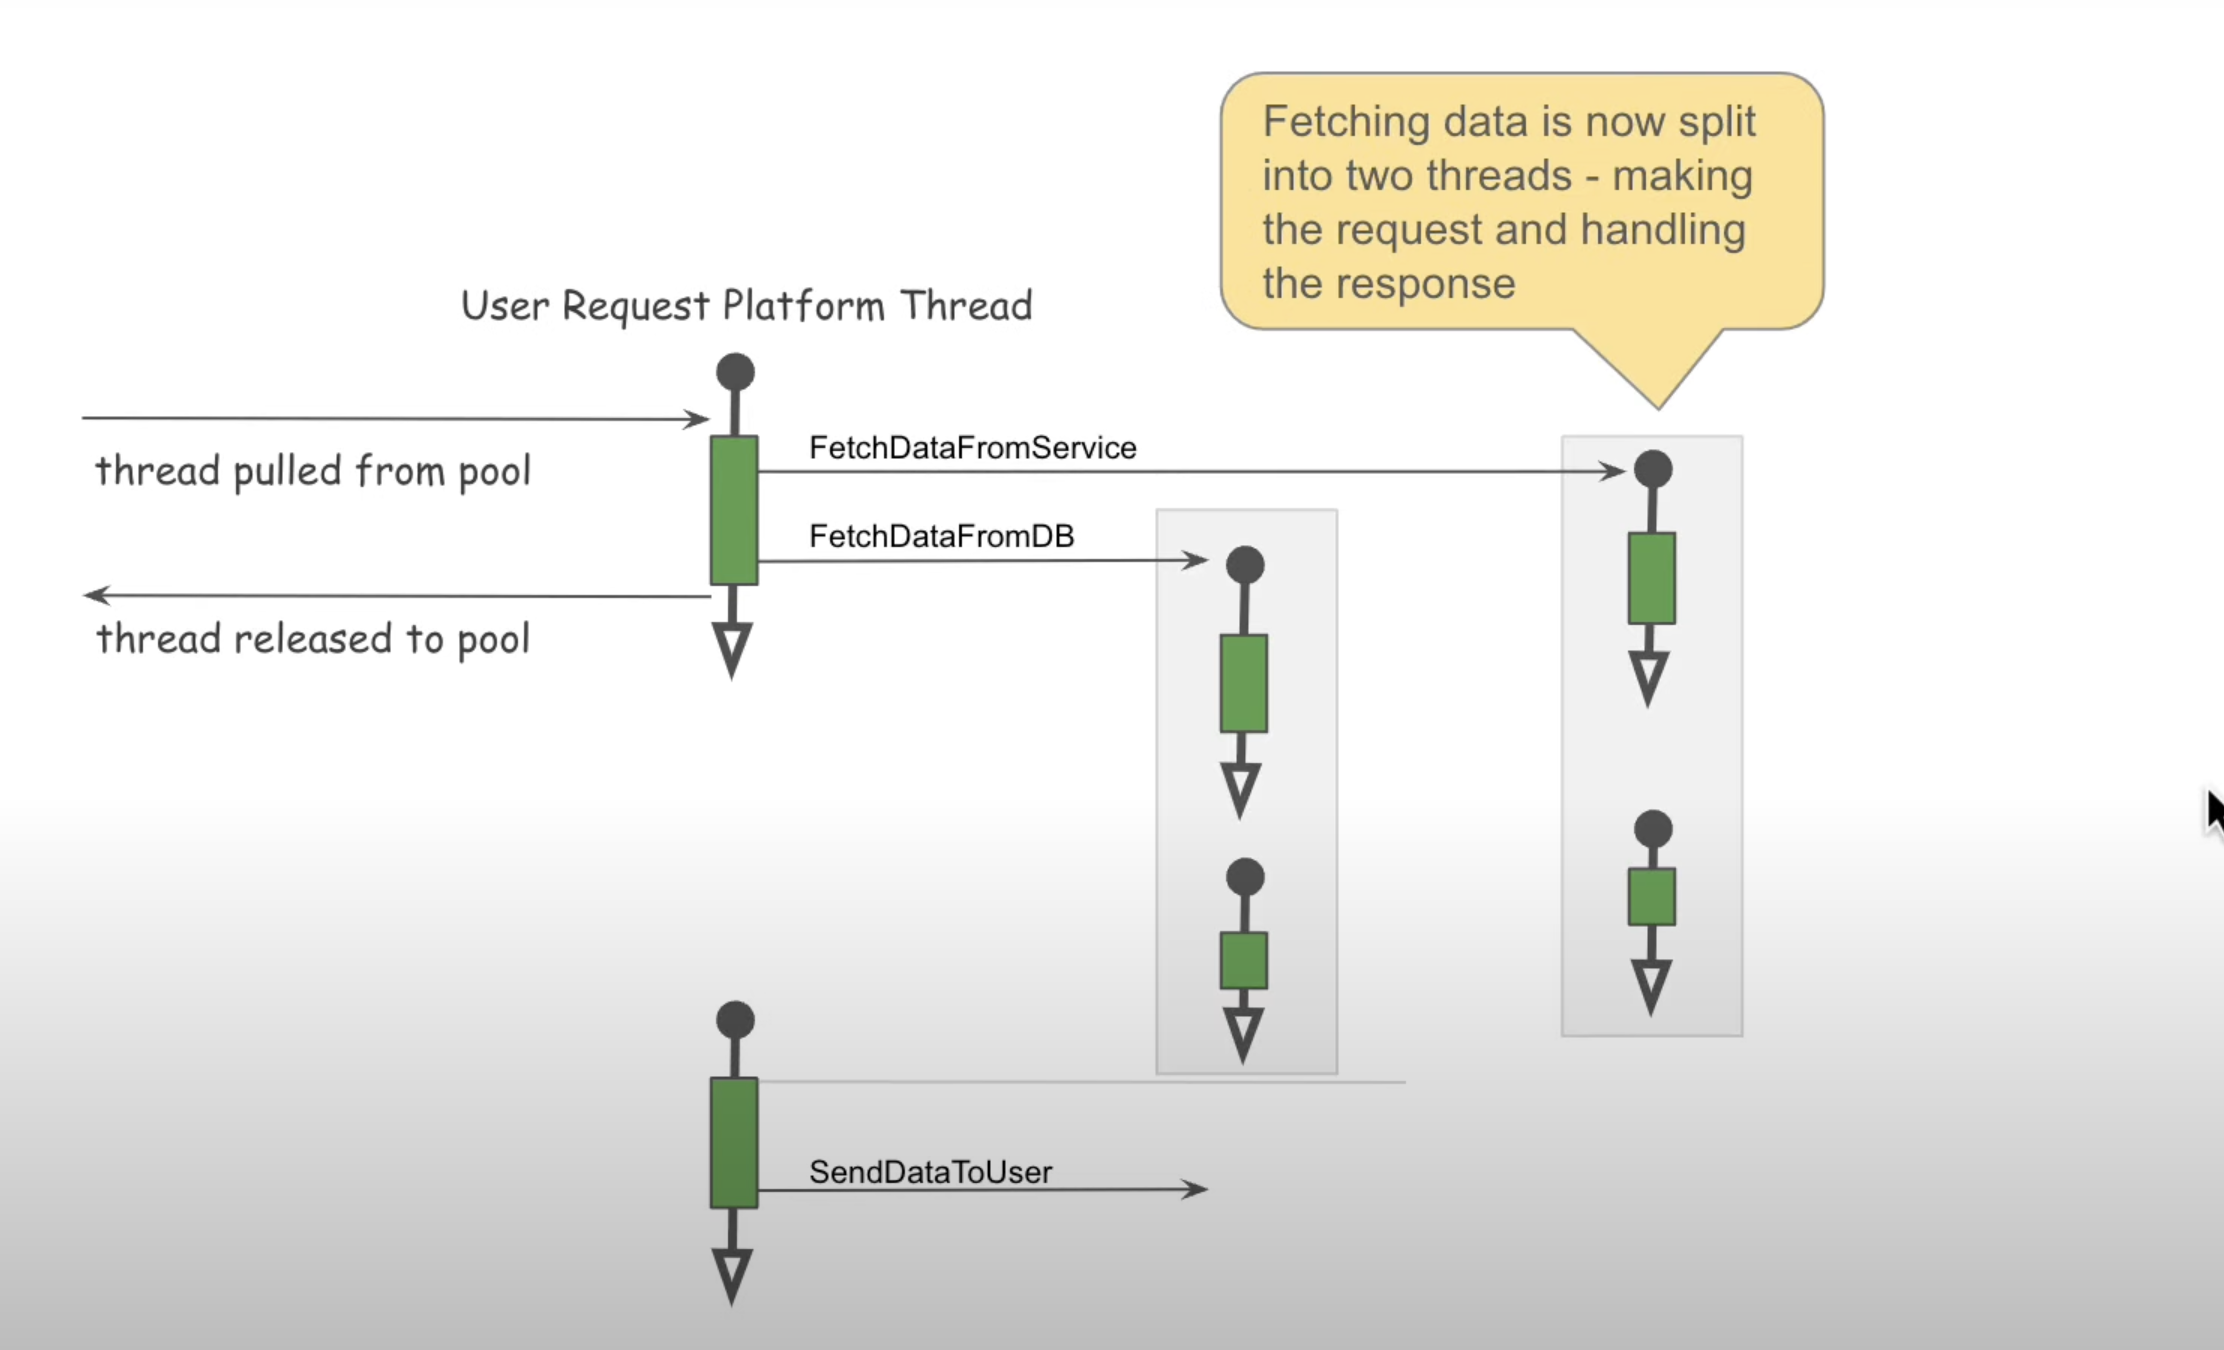 Fetching data is now split
into two threads - making
the request and handling
the response
User Request Platform Thread
thread pulled from pool
FetchDataFromService
FetchDataFromDB
thread released to pool
SendDataToUser